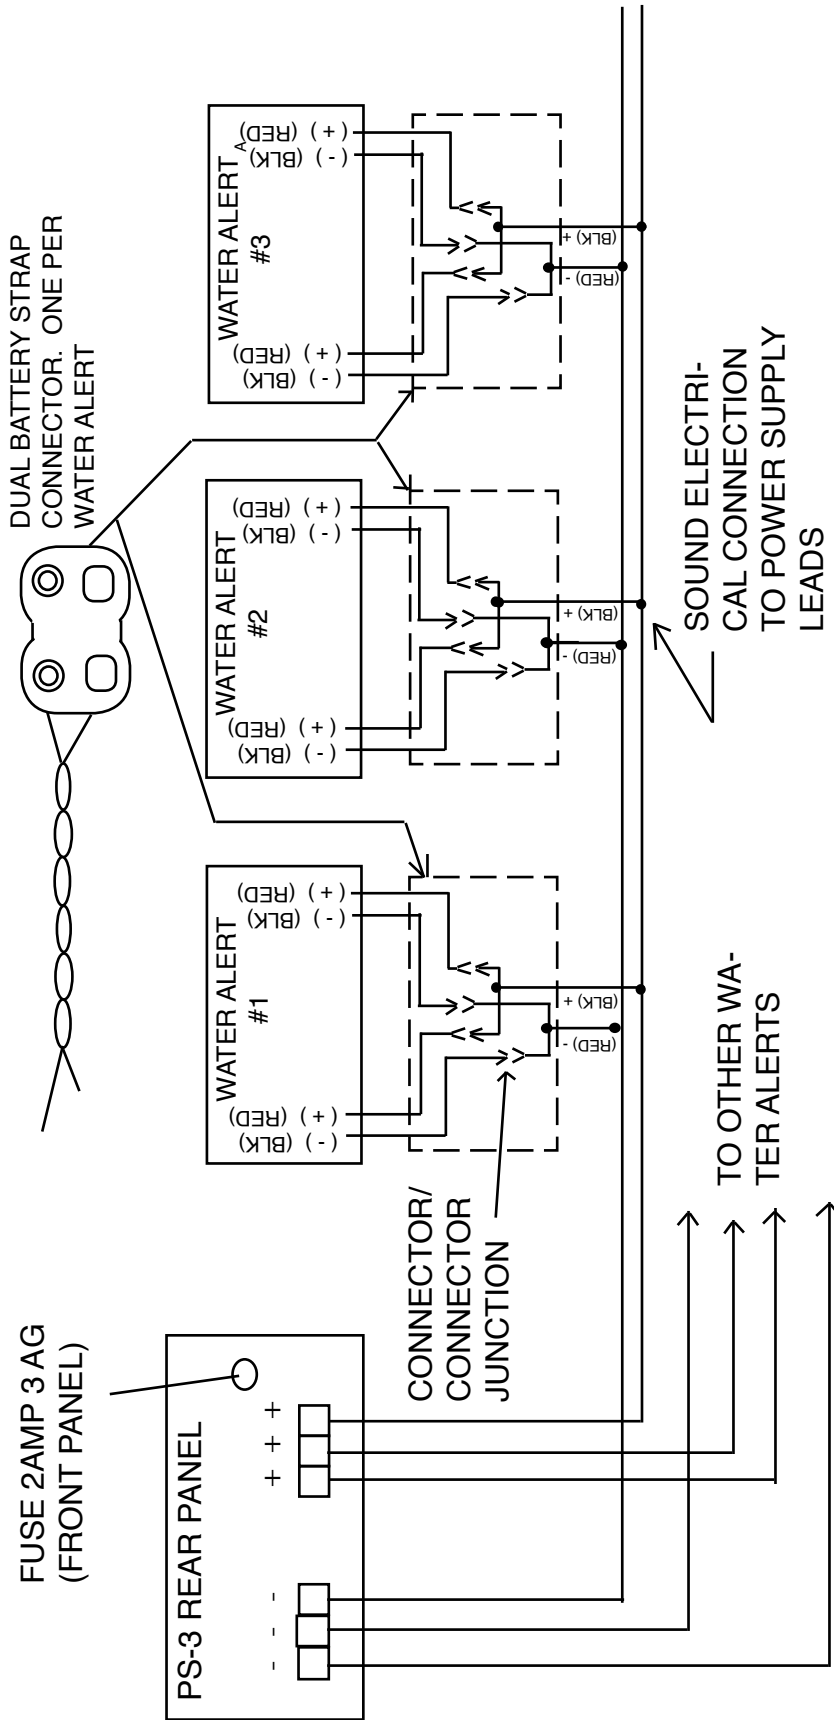 FUSE 2AMP 3 AG
(FRONT PANEL)
PS-3 REAR PANEL
- - -
+ + +
CONNECTOR/
CONNECTOR
JUNCTION
DUAL BATTERY STRAP
CONNECTOR. ONE PER
WATER ALERT
WATER ALERT
#1
(BLK) (-)
(RED) (+)
(BLK) (-)
(RED) (+)
(RED) -
(BLK) +
WATER ALERT
#2
(BLK) (-)
(RED) (+)
(BLK) (-)
(RED) (+)
(RED) -
(BLK) +
WATER ALERT
#3
A
(BLK) (-)
(RED) (+)
(BLK) (-)
(RED) (+)
(RED) -
(BLK) +
TO OTHER WA-
TER ALERTS
SOUND ELECTRI-
CAL CONNECTION
TO POWER SUPPLY
LEADS